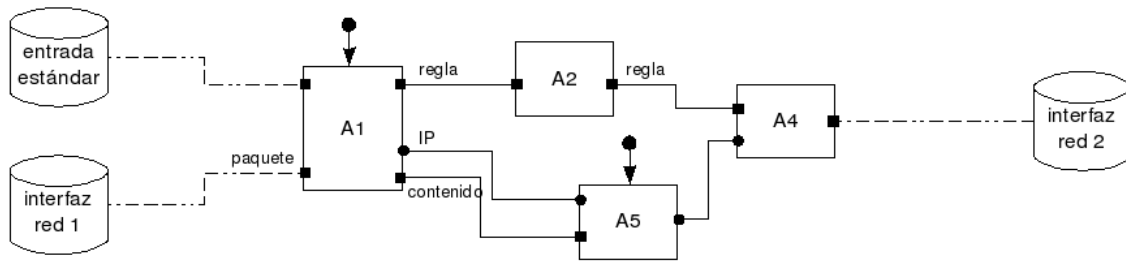 entrada
estándar
regla
A2
regla
A1
A4
interfaz
red 2
IP
paquete
contenido
interfaz
red 1
A5